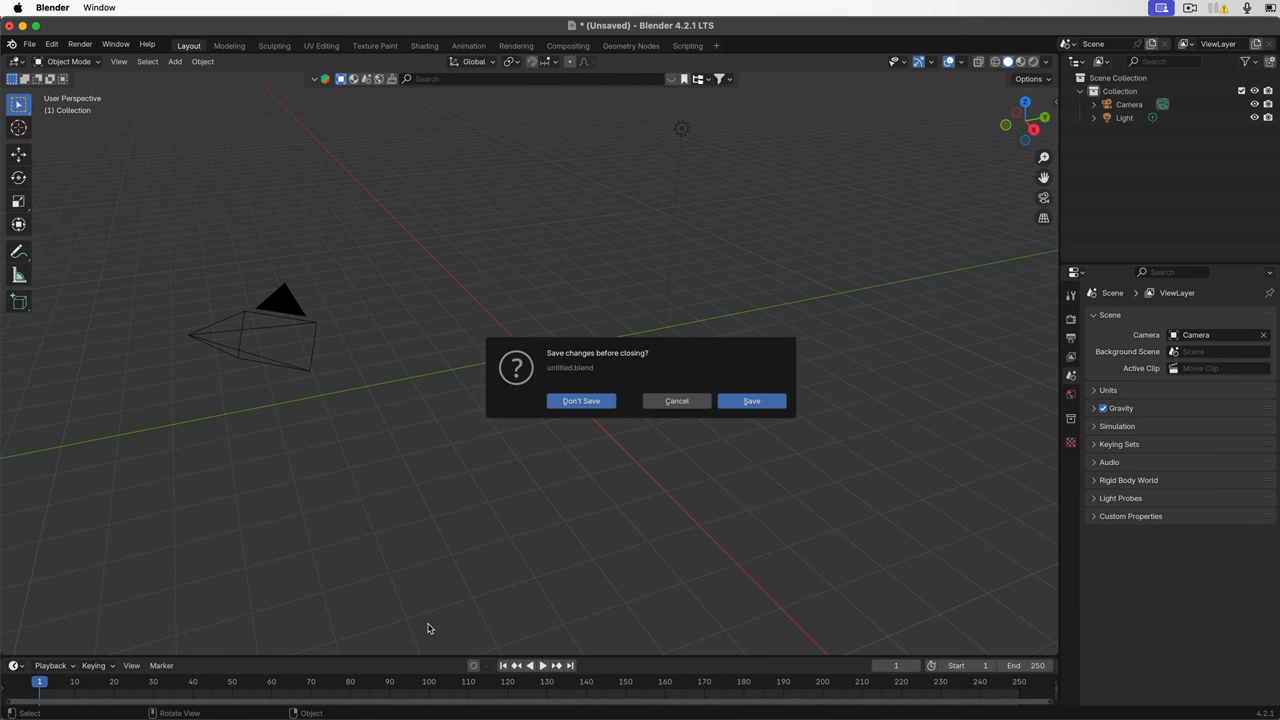 Blender Window
* (Unsaved) - Blender 4.2.1 LTS
File Edit Render Window Help Layout Modeling Sculpting UV Editing Texture Paint Shading Animation Rendering Compositing Geometry Nodes Scripting Scene ViewLayer
Object Mode View Select Add Object Global Search
Search Options
User Perspective
(1) Collection
Z
Y
X
Scene Collection
Collection
Camera
Light
Search
Scene ViewLayer
Scene
Camera Camera
Background Scene Scene
Active Clip Movie Clip
Units
Gravity
Simulation
Keying Sets
Audio
Rigid Body World
Light Probes
Custom Properties
Save changes before closing?
untitled.blend
Don't Save Cancel Save
Playback Keying View Marker 1 Start 1 End 250
1 10 20 30 40 50 60 70 80 90 100 110 120 130 140 150 160 170 180 190 200 210 220 230 240 250
Select Rotate View Object 4.2.1